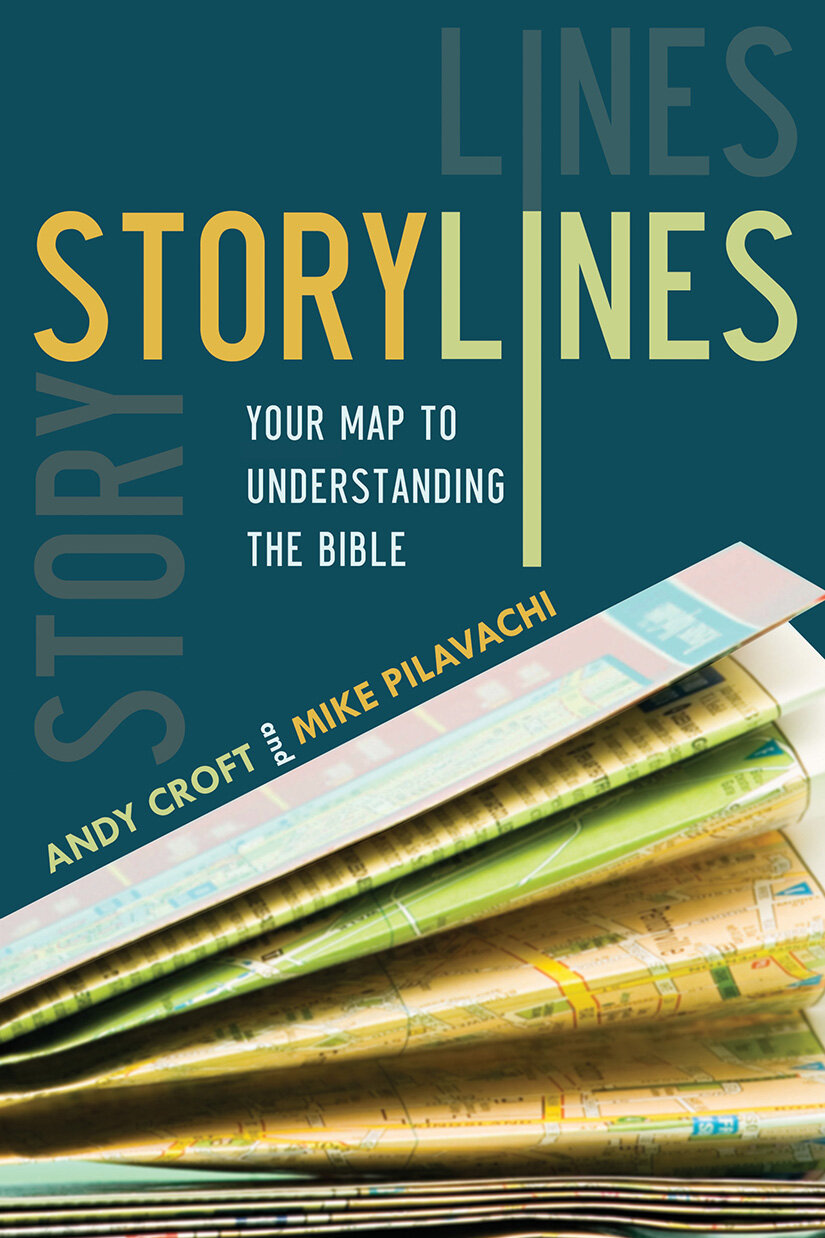 LINES
STORYLINES
STORY
YOUR MAP TO
UNDERSTANDING
THE BIBLE
ANDY CROFT and MIKE PILAVACHI